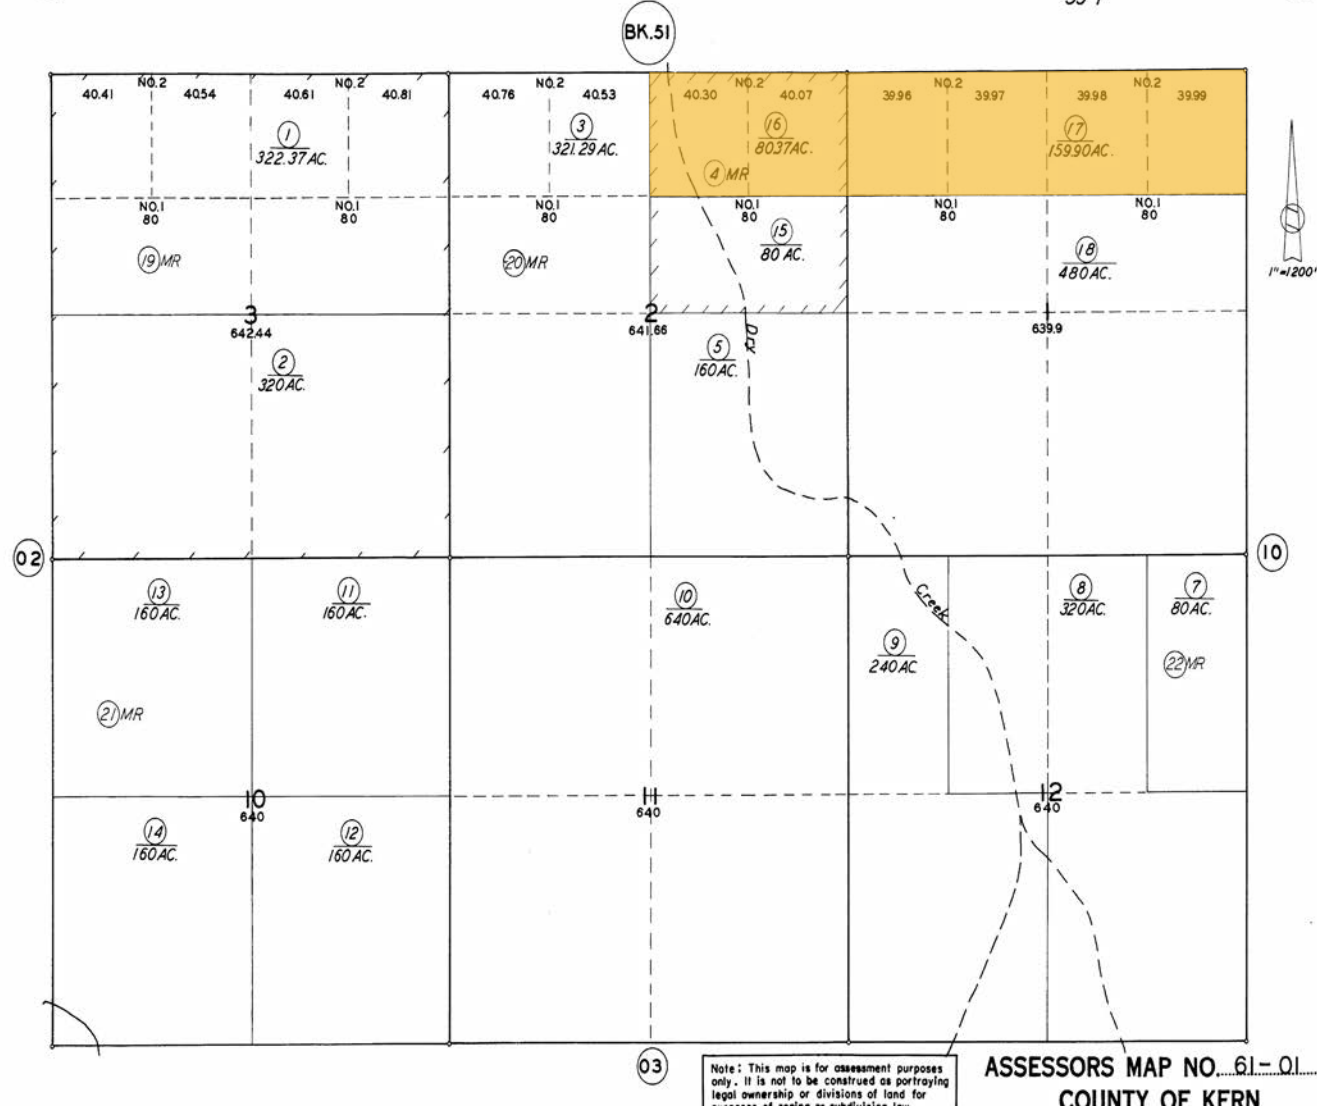 BK.51
NO.2 NO.2 NO.2 NO.2 NO.2 NO.2
40.41 40.54 40.61 40.81 40.76 40.53 40.30 40.07 39.96 39.97 39.98 39.99
1
322.37 AC.
3
321.29 AC.
16
80.37 AC.
17
159.90 AC.
4 MR
NO.1 NO.1 NO.1 NO.1 NO.1 NO.1
80 80 80 80 80 80
15
80 AC.
18
480 AC.
19 MR
20 MR
1"=1200'
3
642.44
2
641.66
1
639.9
Dry
2
320 AC.
5
160 AC.
02
10
13
160 AC.
11
160 AC.
10
640 AC.
8
320 AC.
7
80 AC.
Creek
9
240 AC
22 MR
21 MR
10
640
11
640
12
640
14
160 AC.
12
160 AC.
03
Note: This map is for assessment purposes
only. It is not to be construed as portraying
legal ownership or divisions of land for
purposes of zoning or subdivision law.
ASSESSORS MAP NO. 61-01
COUNTY OF KERN